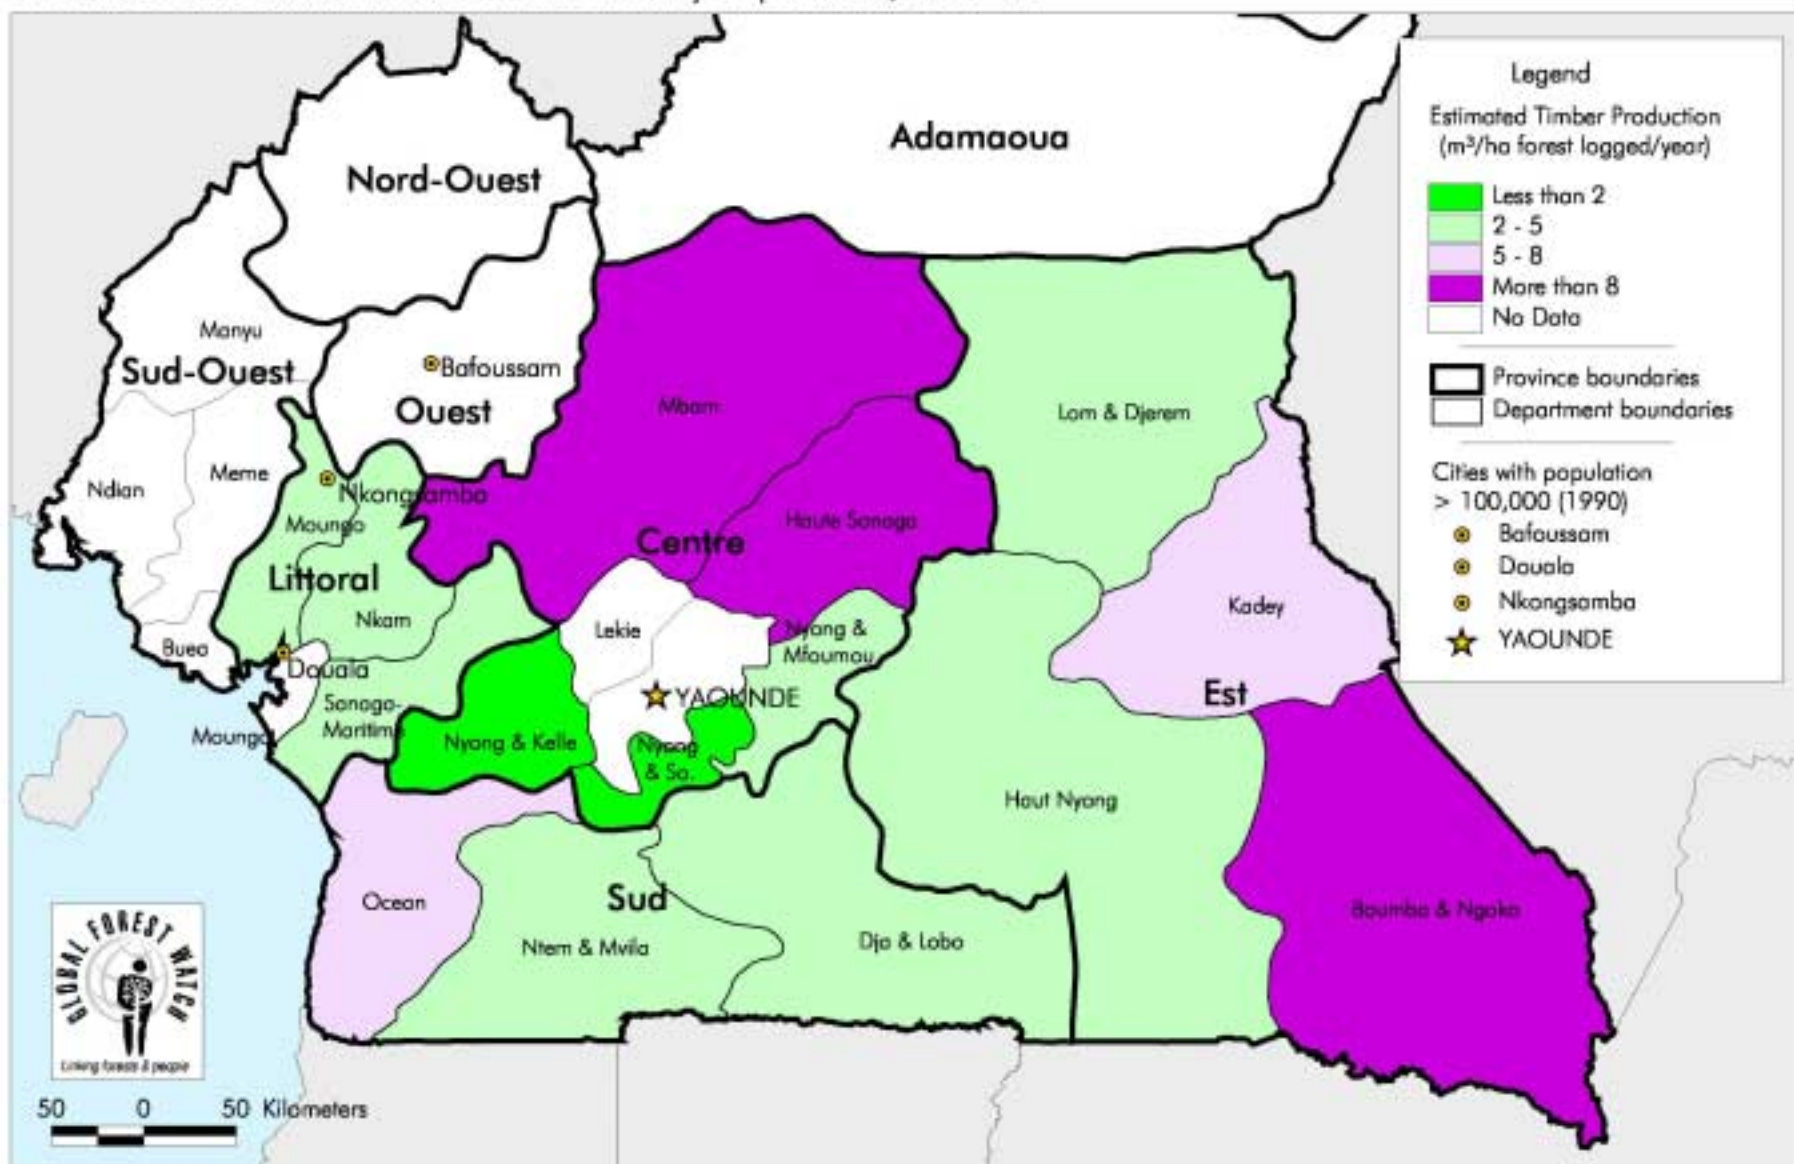 Adamaoua
Nord-Ouest
Manyu
Sud-Ouest
Bafoussam
Ouest
Mbam
Lom & Djerem
Ndian
Meme
Nkongsamba
Moungo
Haute Sanaga
Centre
Littoral
Nkam
Lekie
Nyong &
Mfoumou
Kadey
Buea
Douala
YAOUNDE
Est
Sanaga-
Maritime
Moungo
Nyong & Kelle
Nyong
& So.
Haut Nyong
Ocean
Sud
Ntem & Mvila
Dja & Lobo
Boumba & Ngoko
Legend
Estimated Timber Production
(m³/ha forest logged/year)
Less than 2
2 - 5
5 - 8
More than 8
No Data
Province boundaries
Department boundaries
Cities with population
> 100,000 (1990)
Bafoussam
Douala
Nkongsamba
YAOUNDE
GLOBAL FOREST WATCH
Linking forests & people
50 0 50 Kilometers